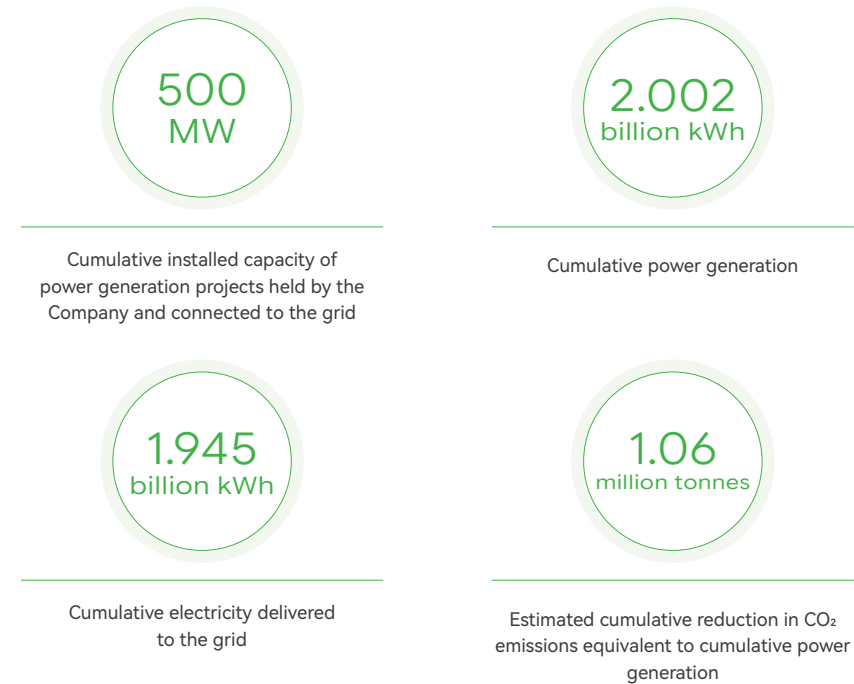 500
MW
Cumulative installed capacity of
power generation projects held by the
Company and connected to the grid
2.002
billion kWh
Cumulative power generation
1.945
billion kWh
Cumulative electricity delivered
to the grid
1.06
million tonnes
Estimated cumulative reduction in CO₂
emissions equivalent to cumulative power
generation